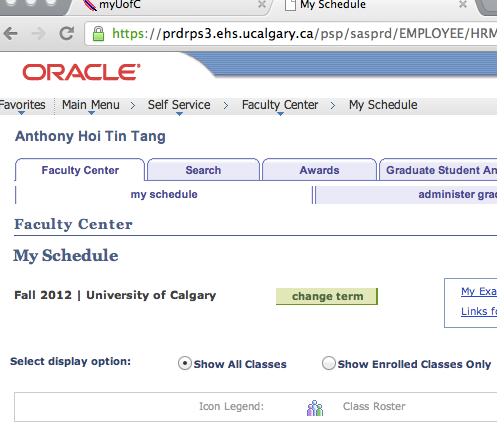 myUofC
My Schedule
https://prdrps3.ehs.ucalgary.ca/psp/sasprd/EMPLOYEE/HRM
ORACLE
Favorites Main Menu > Self Service > Faculty Center > My Schedule
Anthony Hoi Tin Tang
Faculty Center Search Awards Graduate Student An
my schedule administer grad
Faculty Center
My Schedule
Fall 2012 | University of Calgary change term
My Exa
Links fo
Select display option: Show All Classes Show Enrolled Classes Only
Icon Legend: Class Roster